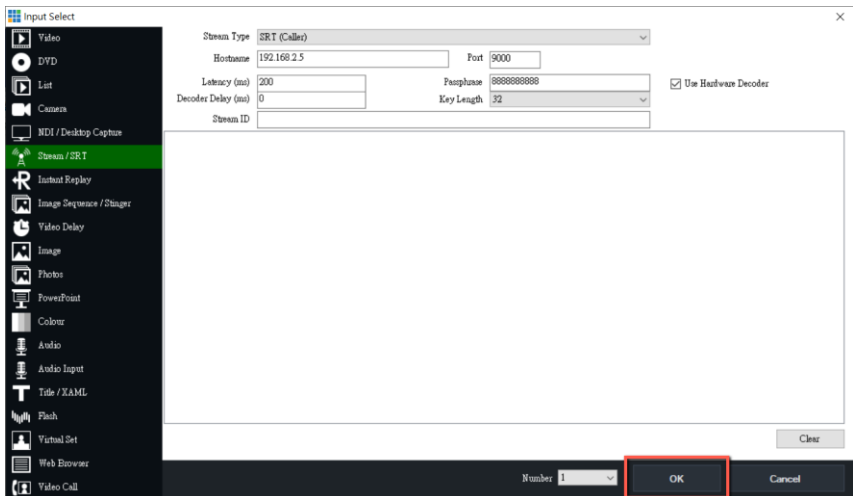 Input Select
Video
DVD
List
Camera
NDI / Desktop Capture
Stream / SRT
Instant Replay
Image Sequence / Stinger
Video Delay
Image
Photos
PowerPoint
Colour
Audio
Audio Input
Title / XAML
Flash
Virtual Set
Web Browser
Video Call
Stream Type SRT (Caller)
Hostname 192.168.2.5 Port 9000
Latency (ms) 200 Passphrase 8888888888 Use Hardware Decoder
Decoder Delay (ms) 0 Key Length 32
Stream ID
Clear
Number 1 OK Cancel